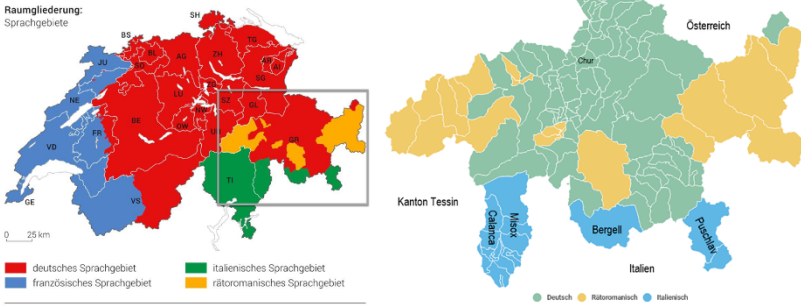 Raumgliederung:
Sprachgebiete
SH
BS
BL
TG
JU
SO
AG
ZH
AR
AI
SG
NE
LU
ZG
SZ
GL
BE
NW
OW
UR
GR
FR
VD
TI
GE
VS
0 25 km
deutsches Sprachgebiet
italienisches Sprachgebiet
französisches Sprachgebiet
rätoromanisches Sprachgebiet
Österreich
Chur
Kanton Tessin
Calanca
Misox
Bergell
Puschlav
Italien
Deutsch Rätoromanisch Italienisch